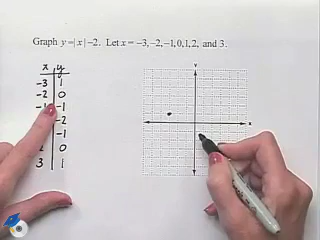 Graph y=|x|-2. Let x = -3,-2,-1,0,1,2, and 3.
x y
-3 1
-2 0
-1 -1
-2
-1
2 0
3 1
y
x